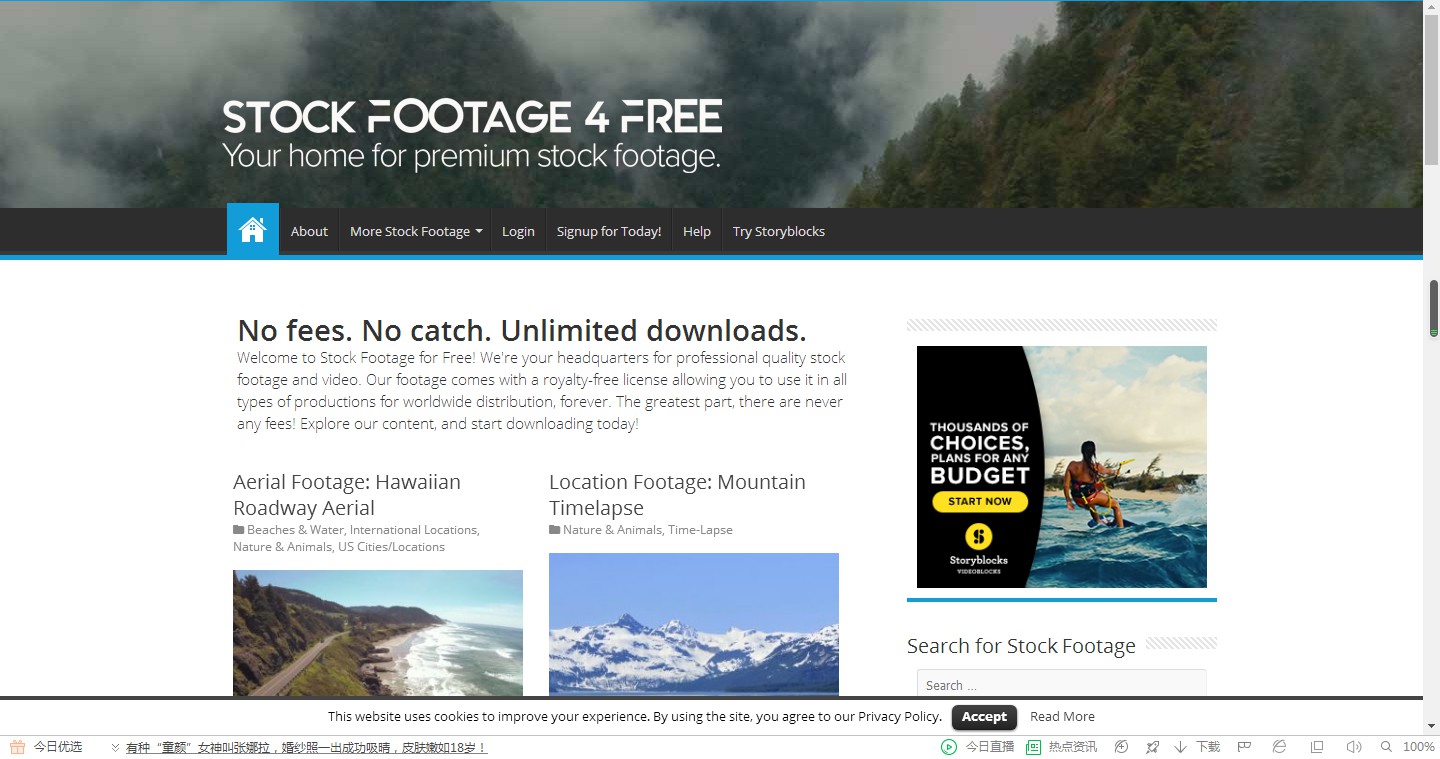 STOCK FOOTAGE 4 FREE
Your home for premium stock footage.
About
More Stock Footage
Login
Signup for Today!
Help
Try Storyblocks
No fees. No catch. Unlimited downloads.
Welcome to Stock Footage for Free! We're your headquarters for professional quality stock
footage and video. Our footage comes with a royalty-free license allowing you to use it in all
types of productions for worldwide distribution, forever. The greatest part, there are never
any fees! Explore our content, and start downloading today!
Aerial Footage: Hawaiian
Roadway Aerial
Beaches & Water, International Locations,
Nature & Animals, US Cities/Locations
Location Footage: Mountain
Timelapse
Nature & Animals, Time-Lapse
THOUSANDS OF
CHOICES,
PLANS FOR ANY
BUDGET
START NOW
Storyblocks
VIDEOBLOCKS
Search for Stock Footage
Search ...
This website uses cookies to improve your experience. By using the site, you agree to our Privacy Policy.
Accept
Read More
今日优选
有种“童颜”女神叫张娜拉，婚纱照一出成功吸睛，皮肤嫩如18岁！
今日直播
热点资讯
下载
100%